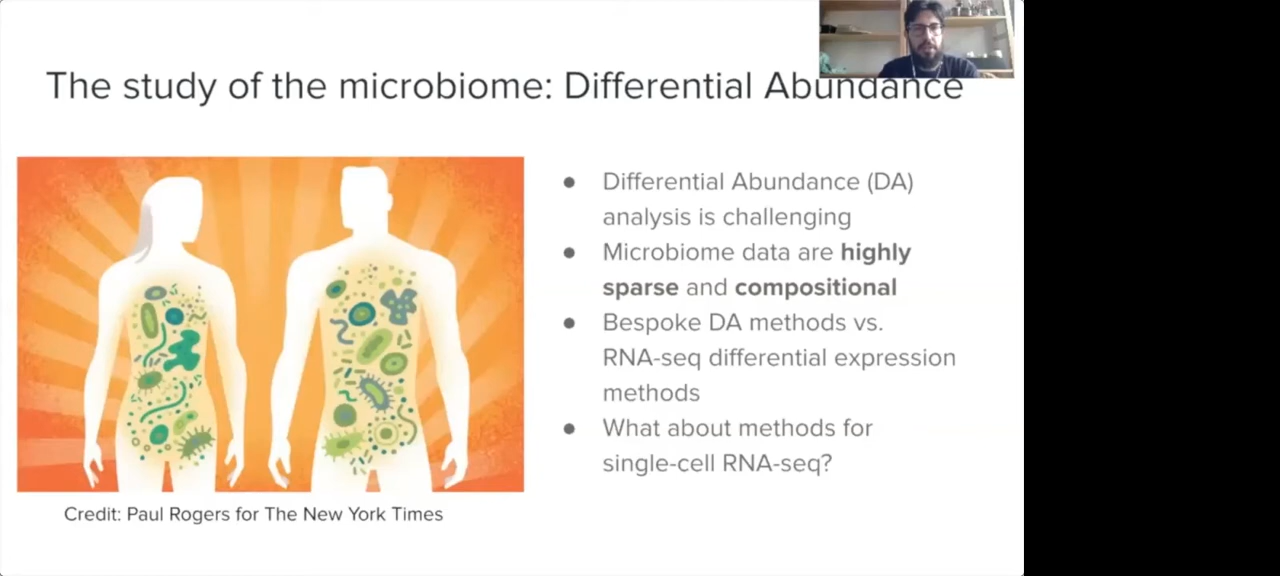 The study of the microbiome: Differential Abundance
● Differential Abundance (DA)
analysis is challenging
● Microbiome data are highly
sparse and compositional
● Bespoke DA methods vs.
RNA-seq differential expression
methods
● What about methods for
single-cell RNA-seq?
Credit: Paul Rogers for The New York Times